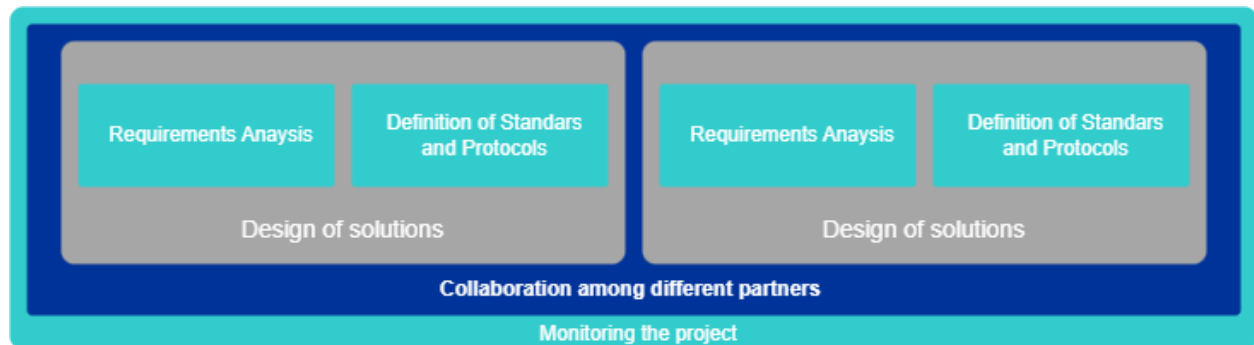 Requirements Anaysis
Definition of Standars
and Protocols
Design of solutions
Requirements Anaysis
Definition of Standars
and Protocols
Design of solutions
Collaboration among different partners
Monitoring the project